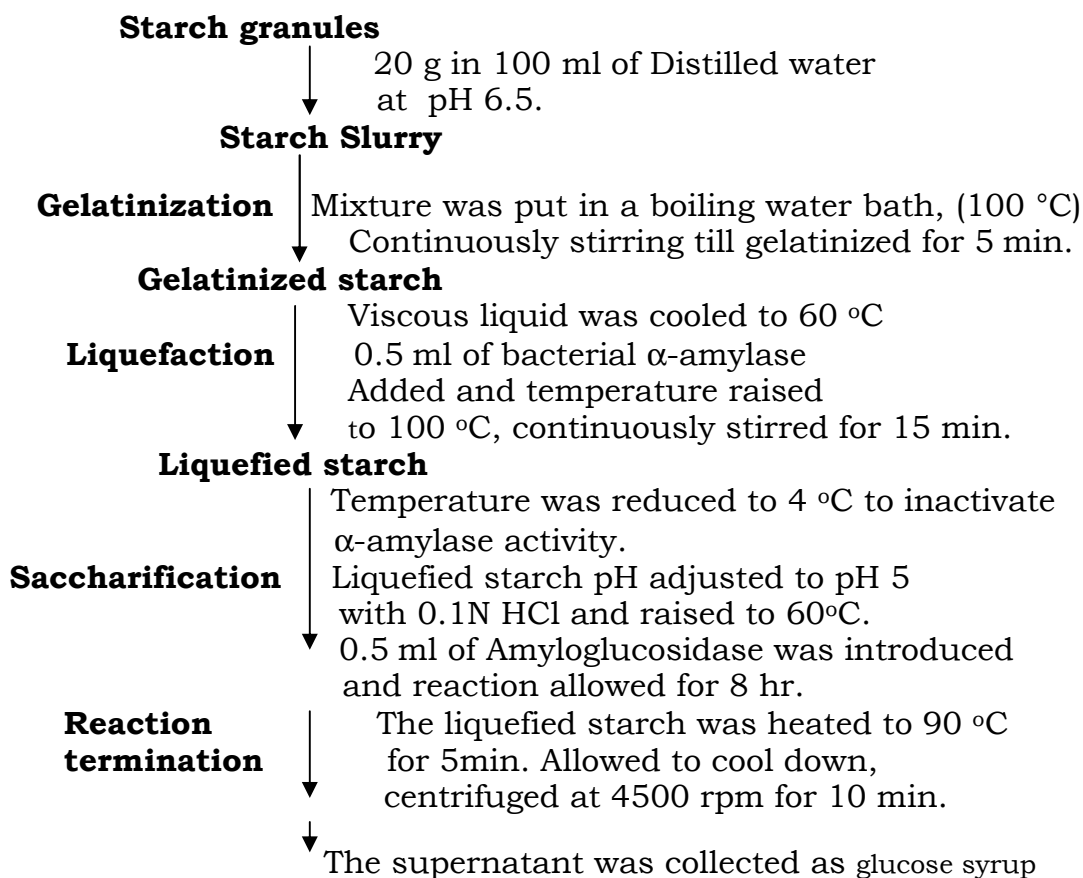 Starch granules
20 g in 100 ml of Distilled water
at pH 6.5.
Starch Slurry
Gelatinization
Mixture was put in a boiling water bath, (100 °C)
Continuously stirring till gelatinized for 5 min.
Gelatinized starch
Viscous liquid was cooled to 60 ºC
Liquefaction
0.5 ml of bacterial α-amylase
Added and temperature raised
to 100 ºC, continuously stirred for 15 min.
Liquefied starch
Temperature was reduced to 4 ºC to inactivate
α-amylase activity.
Saccharification
Liquefied starch pH adjusted to pH 5
with 0.1N HCl and raised to 60ºC.
0.5 ml of Amyloglucosidase was introduced
and reaction allowed for 8 hr.
Reaction
termination
The liquefied starch was heated to 90 ºC
for 5min. Allowed to cool down,
centrifuged at 4500 rpm for 10 min.
The supernatant was collected as glucose syrup